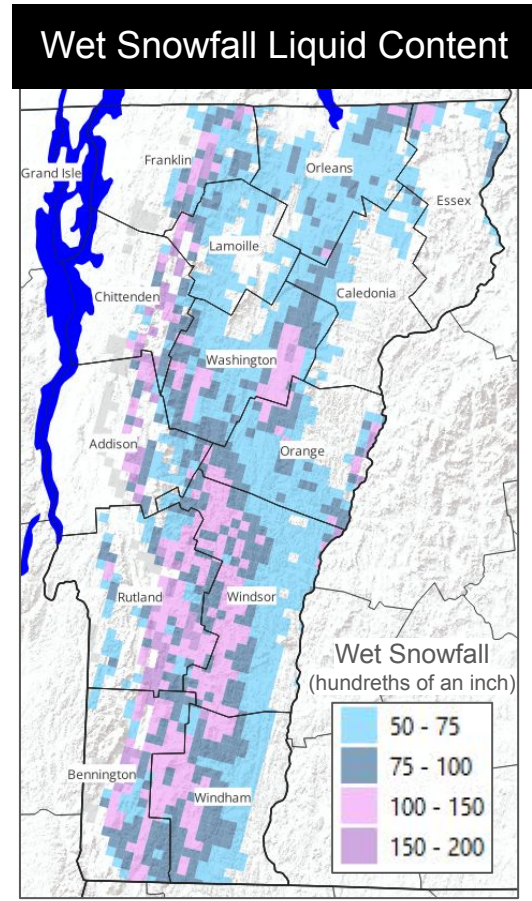 Wet Snowfall Liquid Content
Franklin
Orleans
Grand Isle
Essex
Lamoille
Chittenden
Caledonia
Washington
Addison
Orange
Rutland
Windsor
Wet Snowfall
(hundreths of an inch)
50 - 75
75 - 100
Bennington
Windham
100 - 150
150 - 200